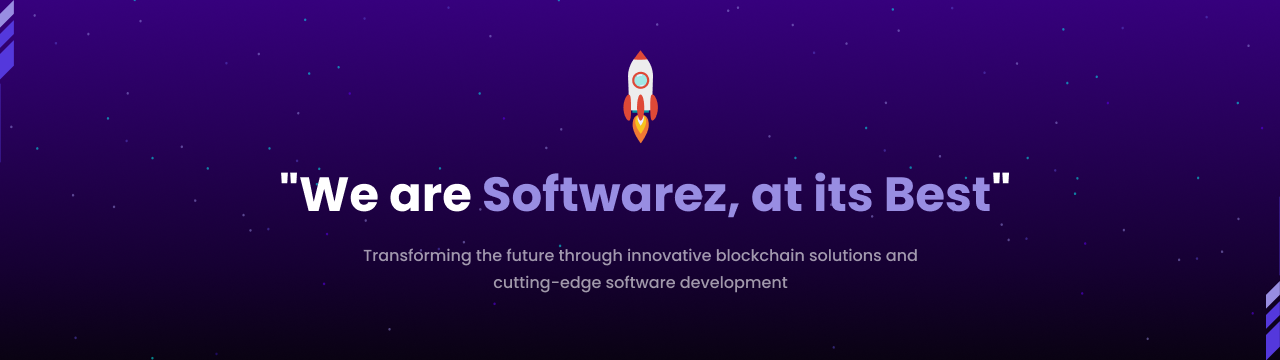 "We are Softwarez, at its Best"
Transforming the future through innovative blockchain solutions and
cutting-edge software development